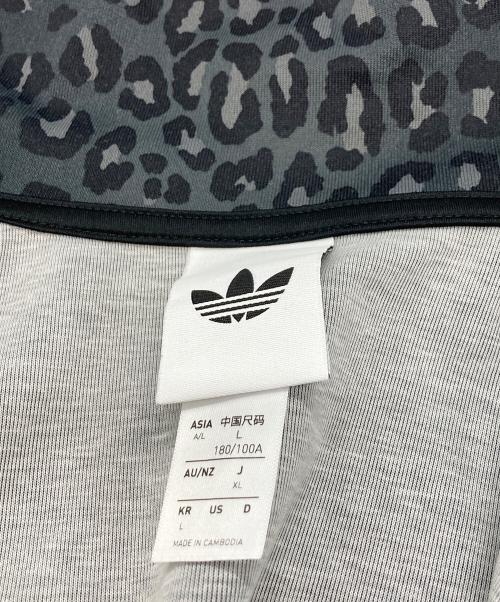 ASIA 中国尺码
A/L L
180/100A
AU/NZ J
XL
KR US D
L
MADE IN CAMBODIA